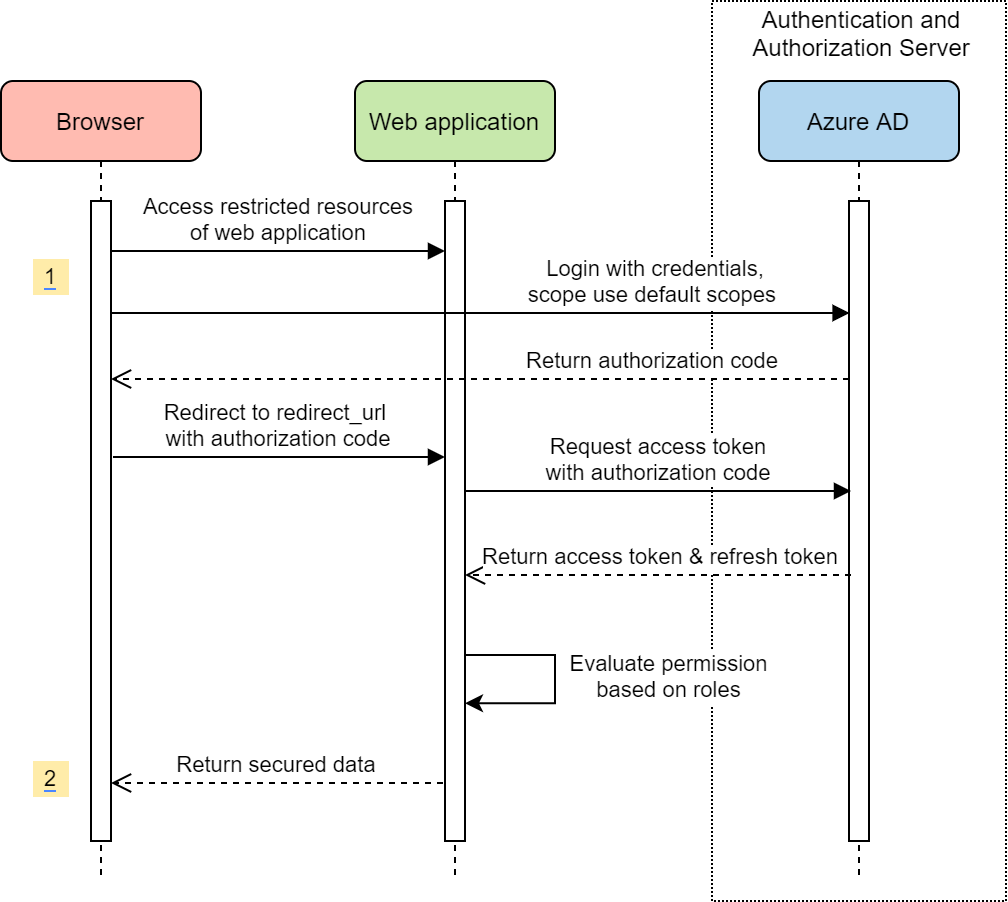 Authentication and
Authorization Server
Browser
Web application
Azure AD
Access restricted resources
of web application
1
Login with credentials,
scope use default scopes
Return authorization code
Redirect to redirect_url
with authorization code
Request access token
with authorization code
Return access token & refresh token
Evaluate permission
based on roles
Return secured data
2